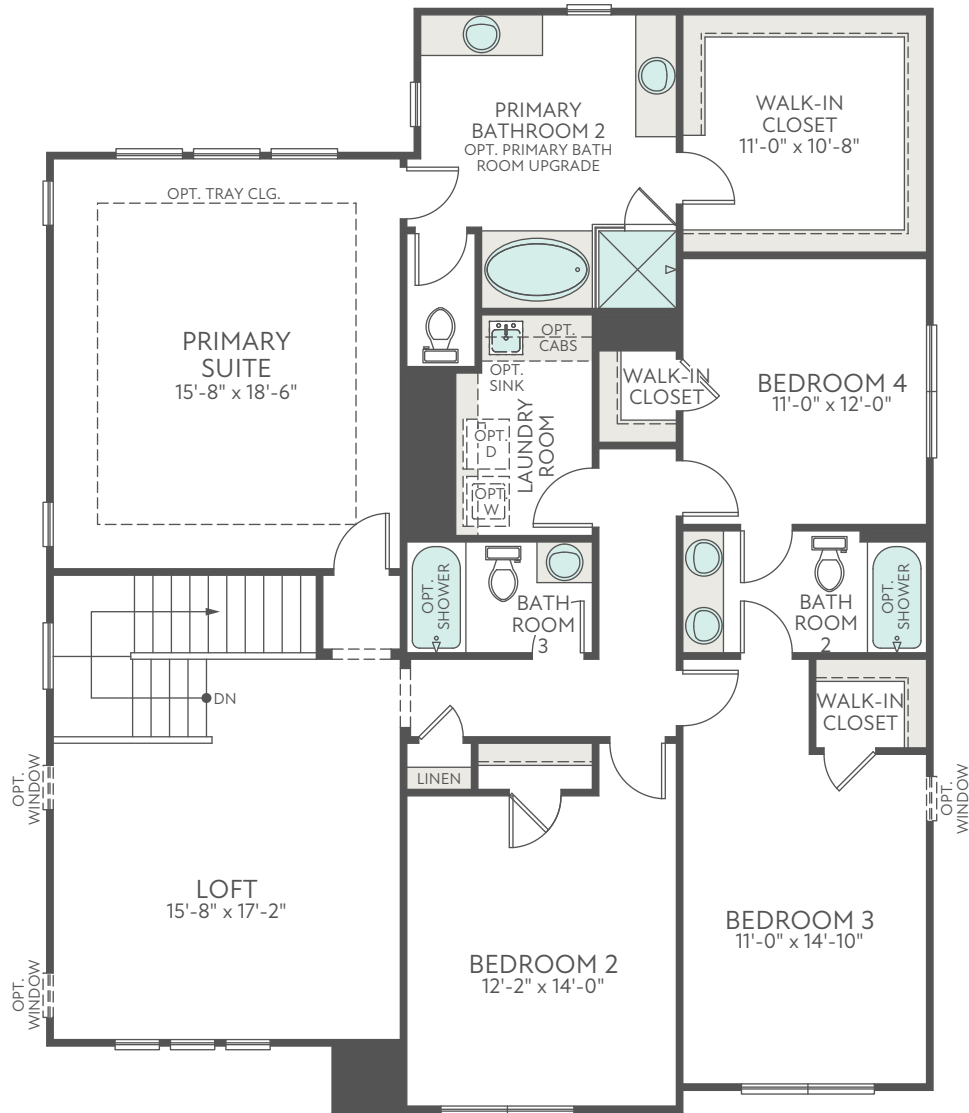 PRIMARY
BATHROOM 2
OPT. PRIMARY BATH
ROOM UPGRADE
WALK-IN
CLOSET
11'-0" x 10'-8"
OPT. TRAY CLG.
PRIMARY
SUITE
15'-8" x 18'-6"
OPT.
CABS
OPT.
SINK
LAUNDRY
ROOM
OPT.
D
OPT.
W
WALK-IN
CLOSET
BEDROOM 4
11'-0" x 12'-0"
OPT.
SHOWER
BATH
ROOM
3
BATH
ROOM
2
OPT.
SHOWER
DN
WALK-IN
CLOSET
LINEN
OPT.
WINDOW
OPT.
WINDOW
LOFT
15'-8" x 17'-2"
BEDROOM 3
11'-0" x 14'-10"
BEDROOM 2
12'-2" x 14'-0"
OPT.
WINDOW